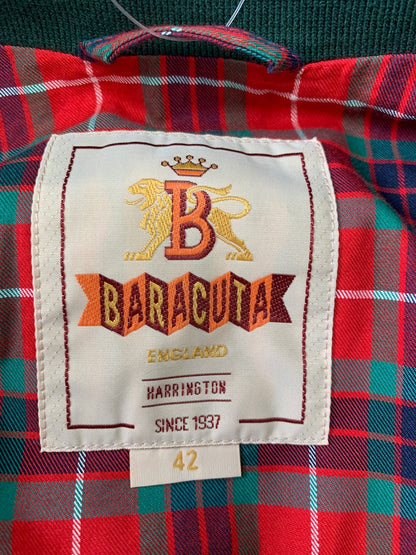 B
BARACUTA
ENGLAND
HARRINGTON
SINCE 1937
42